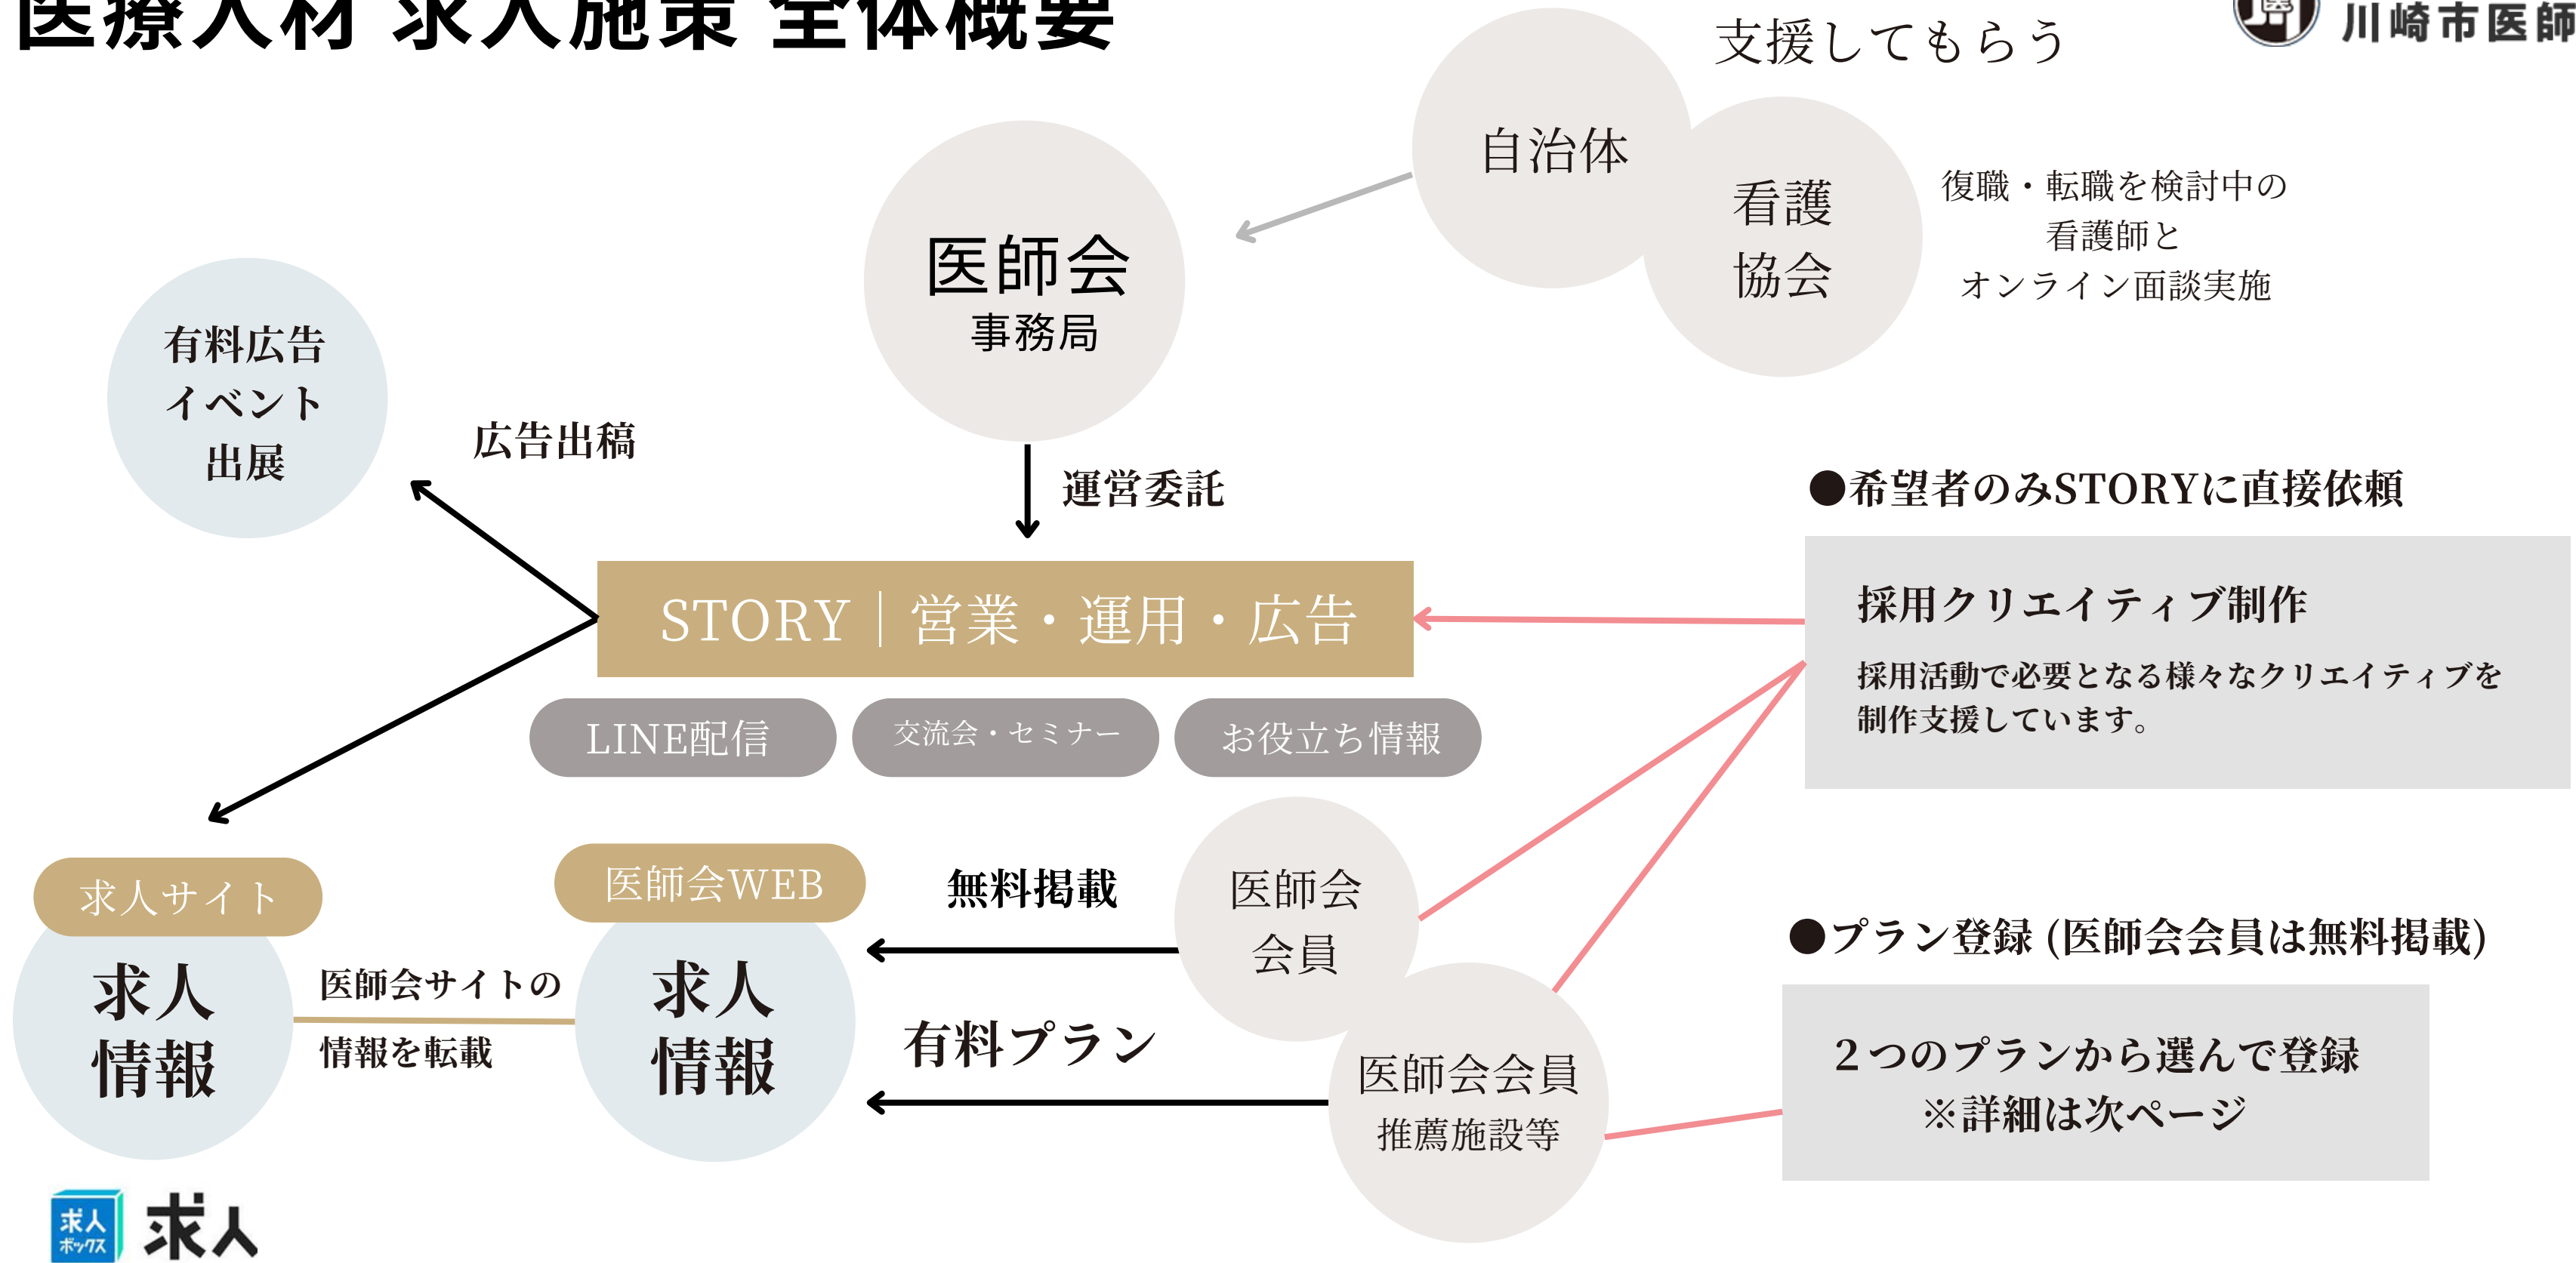 医療人材 求人施策 全体概要
支援してもらう
川崎市医師
自治体
看護
協会
復職・転職を検討中の
看護師と
オンライン面談実施
医師会
事務局
有料広告
イベント
出展
広告出稿
運営委託
STORY｜営業・運用・広告
LINE配信
交流会・セミナー
お役立ち情報
●希望者のみSTORYに直接依頼
採用クリエイティブ制作
採用活動で必要となる様々なクリエイティブを
制作支援しています。
求人サイト
求人
情報
医師会サイトの
情報を転載
医師会WEB
求人
情報
無料掲載
有料プラン
医師会
会員
医師会会員
推薦施設等
●プラン登録 (医師会会員は無料掲載)
２つのプランから選んで登録
※詳細は次ページ
求人
ボックス
求人